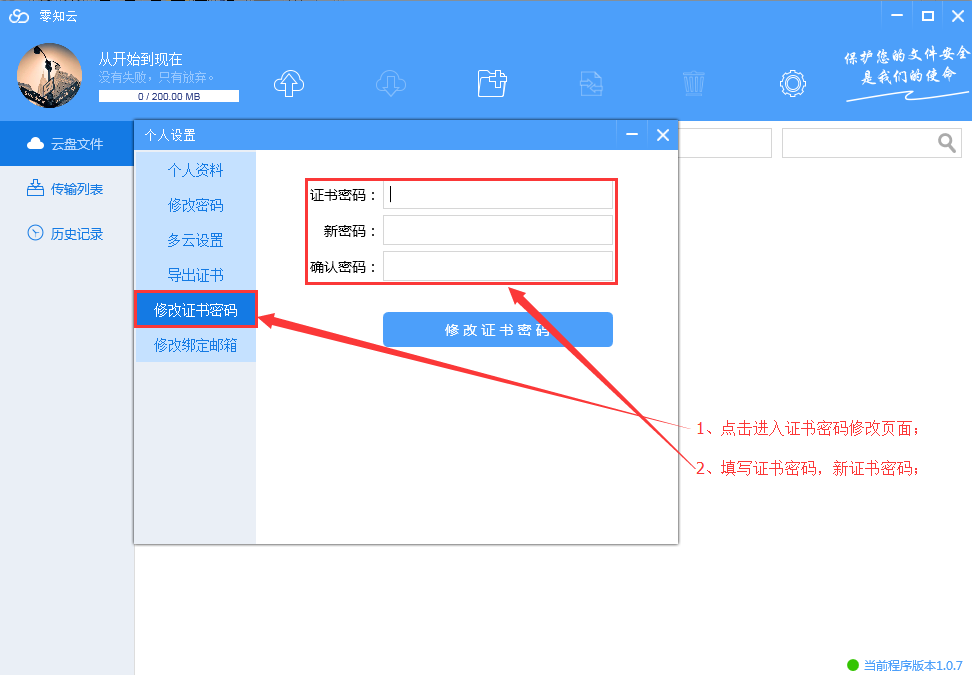 零知云
从开始到现在
没有失败，只有放弃。
0 / 200.00 MB
保护您的文件安全
是我们的使命
云盘文件
传输列表
历史记录
个人设置
个人资料
修改密码
多云设置
导出证书
修改证书密码
修改绑定邮箱
证书密码：
新密码：
确认密码：
修改证书密码
1、点击进入证书密码修改页面；
2、填写证书密码，新证书密码；
当前程序版本1.0.7